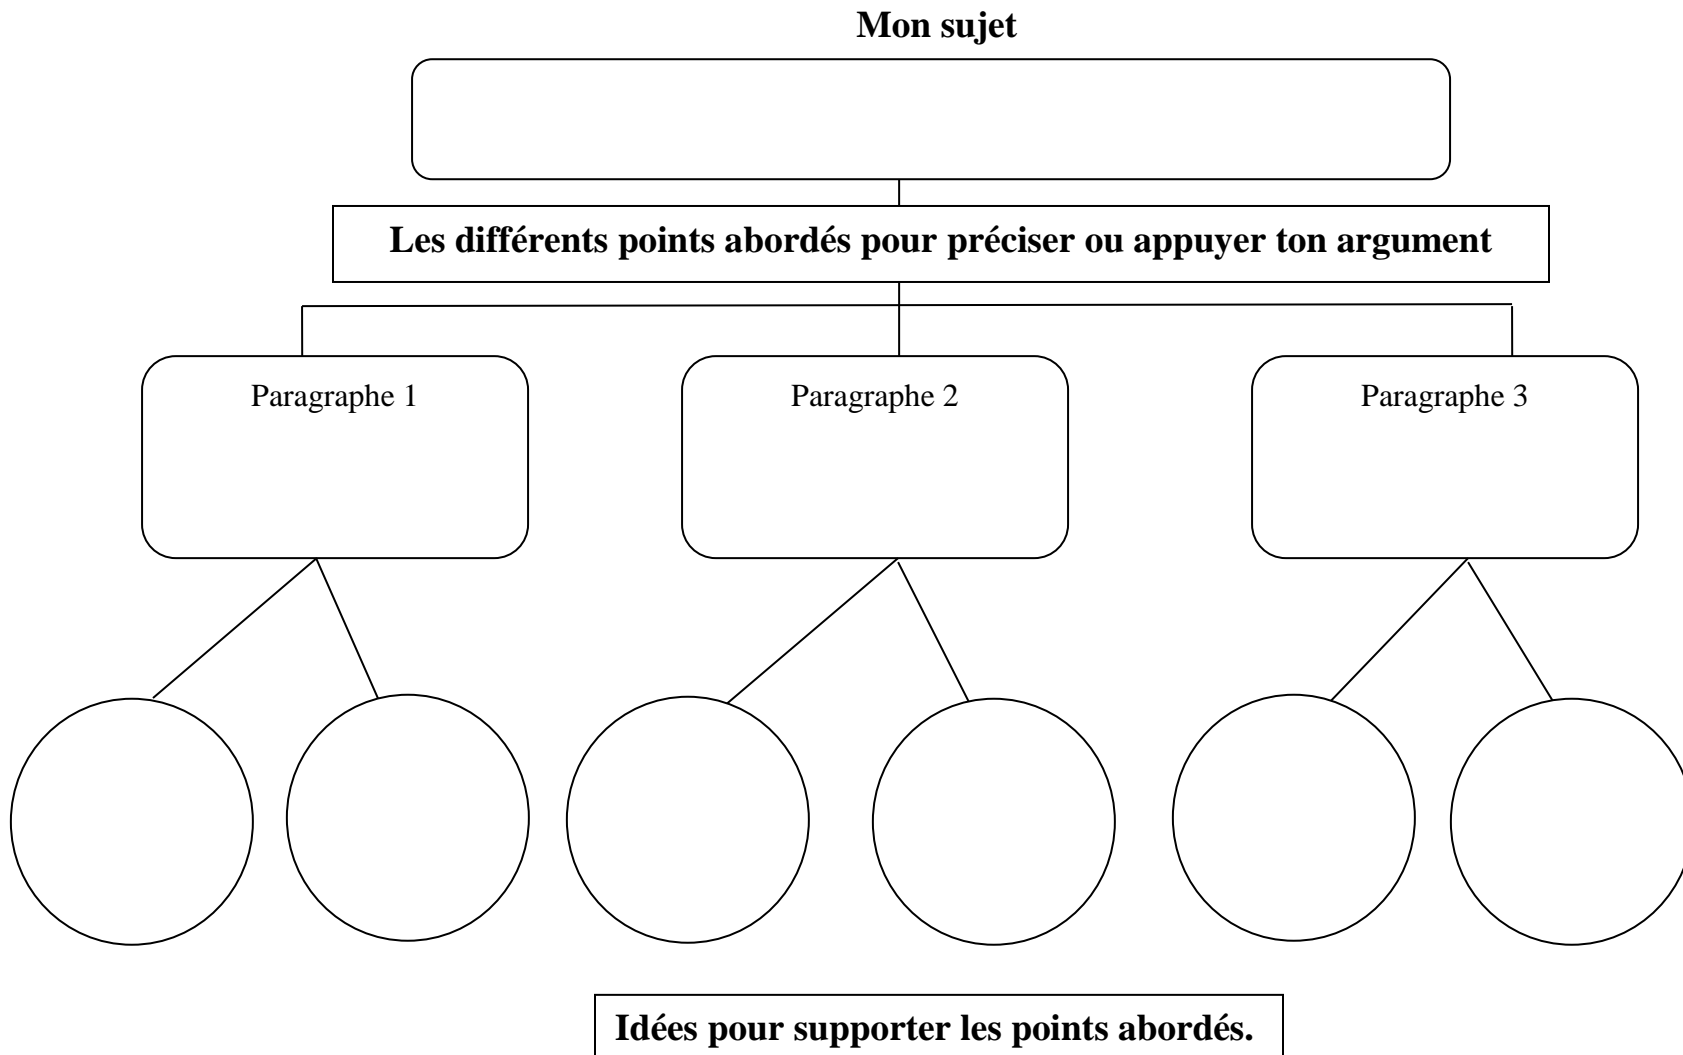 Mon sujet
Les différents points abordés pour préciser ou appuyer ton argument
Paragraphe 1
Paragraphe 2
Paragraphe 3
Idées pour supporter les points abordés.